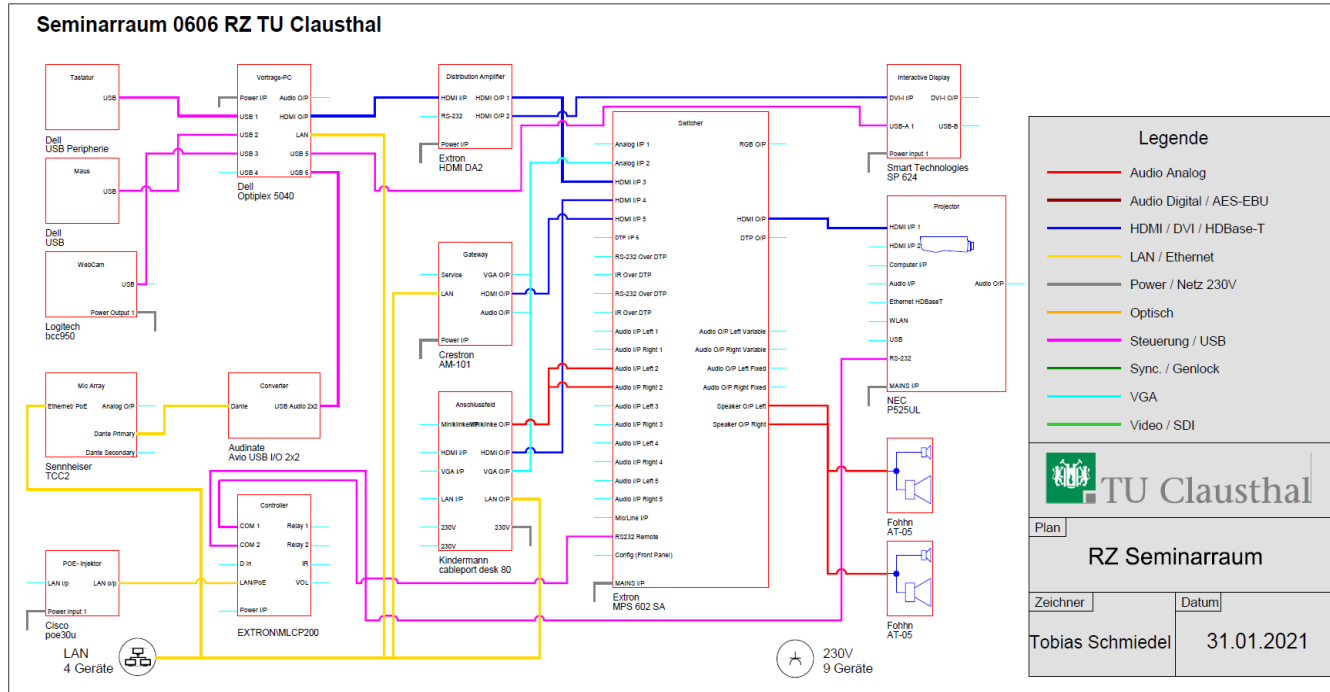 Seminarraum 0606 RZ TU Clausthal
Tastatur
USB
Dell
USB Peripherie
Maus
USB
Dell
USB
WebCam
USB
Power Output 1
Logitech
bcc950
Mic Array
Ethernet/ PoE
Analog O/P
Dante Primary
Dante Secondary
Sennheiser
TCC2
POE- Injektor
LAN I/p
LAN o/p
Power Input 1
Cisco
poe30u
LAN
4 Geräte
Vortrags-PC
Power I/P
Audio O/P
USB 1
HDMI O/P
USB 2
LAN
USB 3
USB 5
USB 4
USB 6
Dell
Optiplex 5040
Converter
Dante
USB Audio 2x2
Audinate
Avio USB I/O 2x2
Controller
COM 1
Relay 1
COM 2
Relay 2
D In
IR
LAN/PoE
VOL
Power I/P
EXTRON\MLCP200
Distribution Amplifier
HDMI I/P
HDMI O/P 1
RS-232
HDMI O/P 2
Power I/P
Extron
HDMI DA2
Gateway
Service
VGA O/P
LAN
HDMI O/P
Audio O/P
Power I/P
Crestron
AM-101
Anschlussfeld
Miniklinke O/P
HDMI I/P
HDMI O/P
VGA I/P
VGA O/P
LAN I/P
LAN O/P
230V
230V
230V
Kindermann
cableport desk 80
Switcher
Analog I/P 1
RGB O/P
Analog I/P 2
HDMI I/P 3
HDMI I/P 4
HDMI I/P 5
HDMI O/P
DTP I/P 6
DTP O/P
RS-232 Over DTP
IR Over DTP
RS-232 Over DTP
IR Over DTP
Audio I/P Left 1
Audio O/P Left Variable
Audio I/P Right 1
Audio O/P Right Variable
Audio I/P Left 2
Audio O/P Left Fixed
Audio I/P Right 2
Audio O/P Right Fixed
Audio I/P Left 3
Speaker O/P Left
Audio I/P Right 3
Speaker O/P Right
Audio I/P Left 4
Audio I/P Right 4
Audio I/P Left 5
Audio I/P Right 5
Mic/Line I/P
RS232 Remote
Config (Front Panel)
MAINS I/P
Extron
MPS 602 SA
230V
9 Geräte
Interactive Display
DVI-I I/P
DVI-I O/P
USB-A 1
USB-B
Power Input 1
Smart Technologies
SP 624
Projector
HDMI I/P 1
HDMI I/P 2
Computer I/P
Audio I/P
Audio O/P
Ethernet HDBaseT
WLAN
USB
RS-232
MAINS I/P
NEC
P525UL
Fohhn
AT-05
Fohhn
AT-05
Legende
Audio Analog
Audio Digital / AES-EBU
HDMI / DVI / HDBase-T
LAN / Ethernet
Power / Netz 230V
Optisch
Steuerung / USB
Sync. / Genlock
VGA
Video / SDI
TU Clausthal
Plan
RZ Seminarraum
Zeichner
Datum
Tobias Schmiedel
31.01.2021